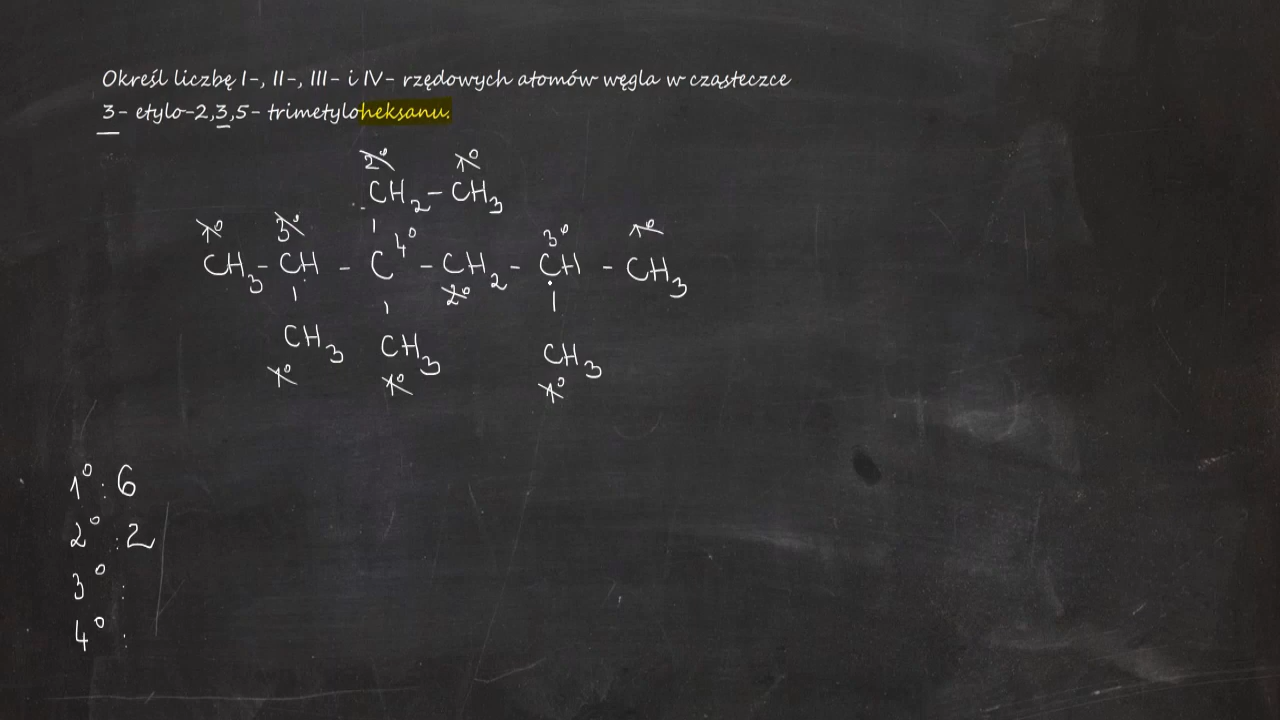 Określ liczbę I-, II-, III- i IV- rzędowych atomów węgla w cząsteczce
3- etylo-2,3,5- trimetyloheksanu.
2° 1°
CH2-CH3
1° 3° 4° 3° 1°
CH3-CH - C - CH2 - CH - CH3
2°
CH3 CH3 CH3
1° 1° 1°
1° : 6
2° : 2
3° :
4° :